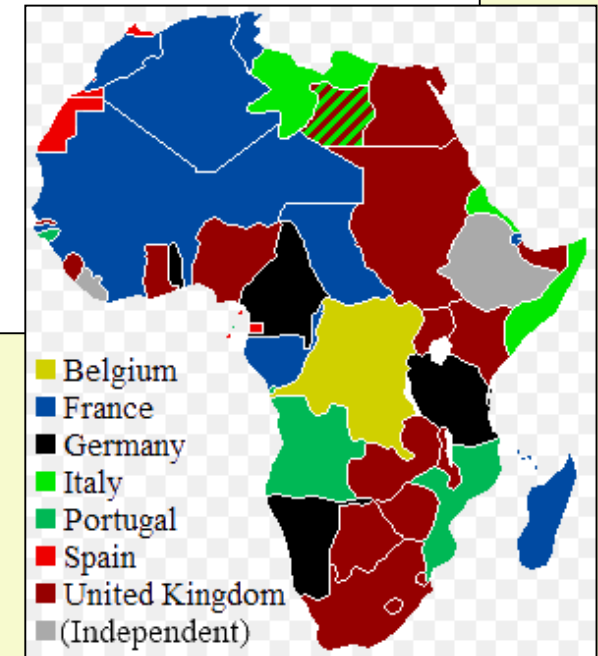 Belgium
France
Germany
Italy
Portugal
Spain
United Kingdom
(Independent)